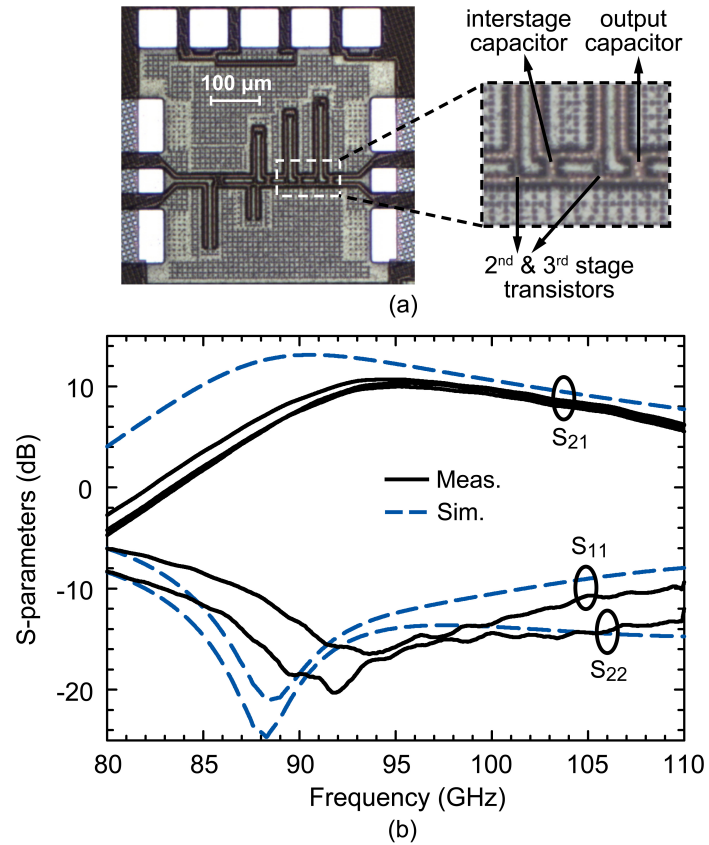 interstage capacitor
output capacitor
100 µm
2nd & 3rd stage transistors
(a)
S-parameters (dB)
10
0
-10
-20
S21
Meas.
Sim.
S11
S22
80
85
90
95
100
105
110
Frequency (GHz)
(b)